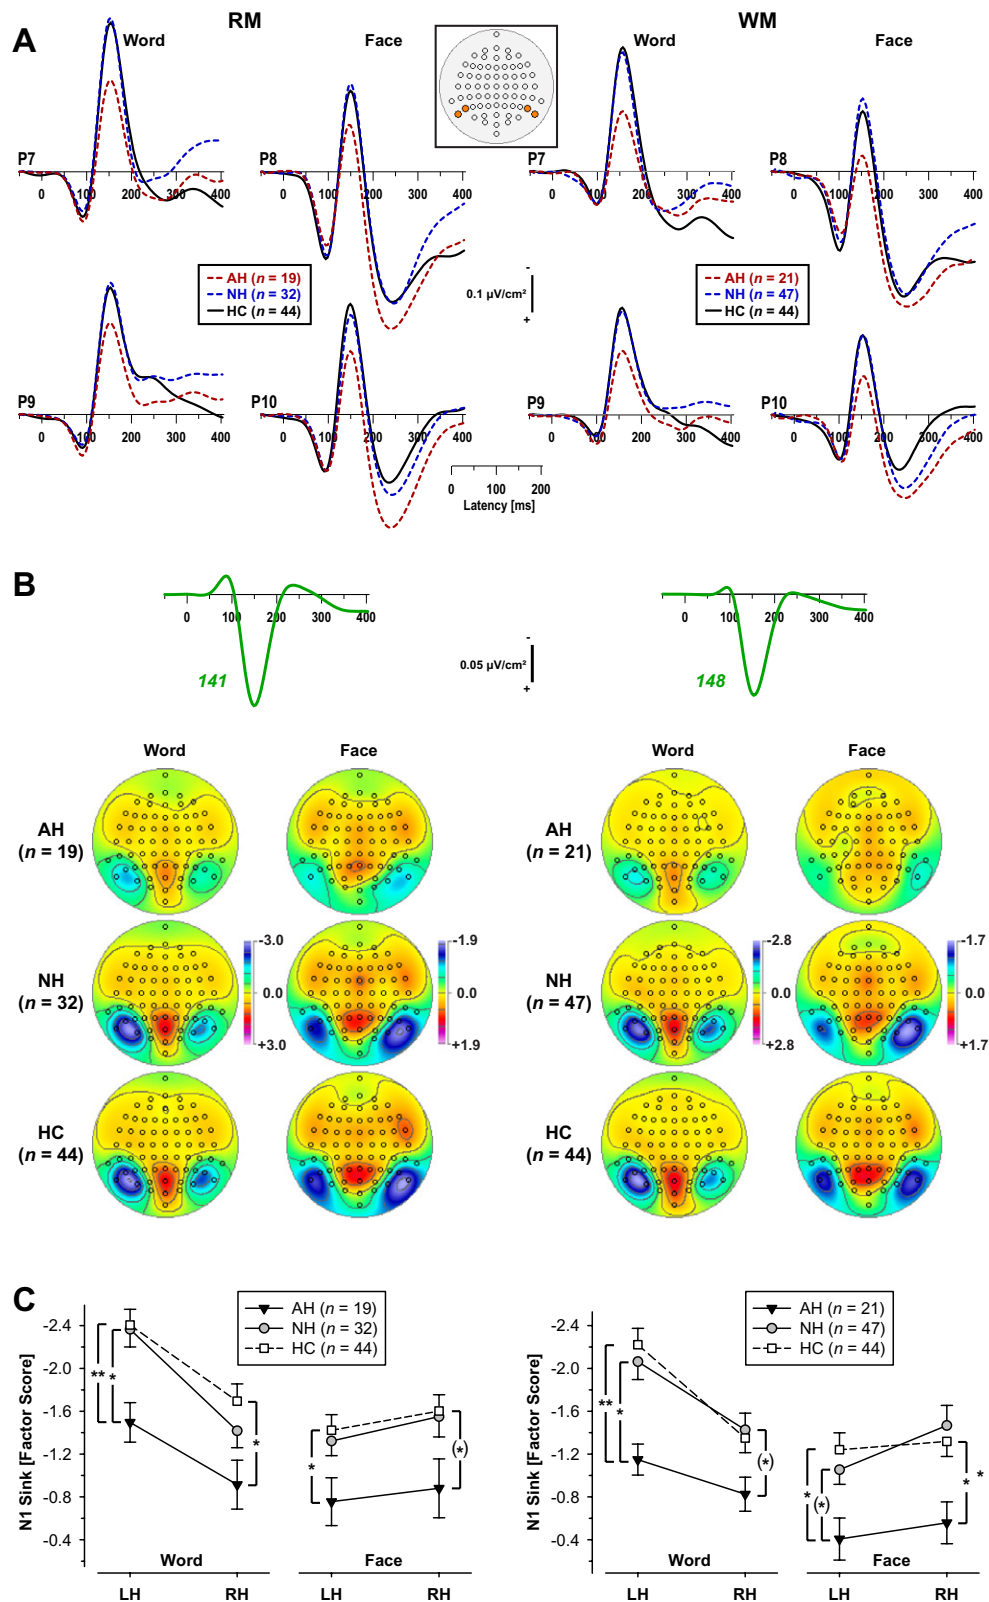 A
RM
WM
Word
Face
Word
Face
P7
0
100
200
300
400
P8
0
100
200
300
400
P7
0
100
200
300
400
P8
0
100
200
300
400
AH (n = 19)
NH (n = 32)
HC (n = 44)
-
0.1 µV/cm²
+
AH (n = 21)
NH (n = 47)
HC (n = 44)
P9
0
100
200
300
400
P10
0
100
200
300
400
P9
0
100
200
300
400
P10
0
100
200
300
400
0
100
200
Latency [ms]
B
0
100
200
300
400
141
-
0.05 µV/cm²
+
0
100
200
300
400
148
Word
Face
Word
Face
AH
(n = 19)
AH
(n = 21)
NH
(n = 32)
-3.0
0.0
+3.0
-1.9
0.0
+1.9
NH
(n = 47)
-2.8
0.0
+2.8
-1.7
0.0
+1.7
HC
(n = 44)
HC
(n = 44)
C
AH (n = 19)
NH (n = 32)
HC (n = 44)
N1 Sink [Factor Score]
-2.4
-2.0
-1.6
-1.2
-0.8
-0.4
**
*
*
*
(*)
Word
Face
LH
RH
LH
RH
AH (n = 21)
NH (n = 47)
HC (n = 44)
N1 Sink [Factor Score]
-2.4
-2.0
-1.6
-1.2
-0.8
-0.4
**
*
(*)
*
(*)
*
*
Word
Face
LH
RH
LH
RH